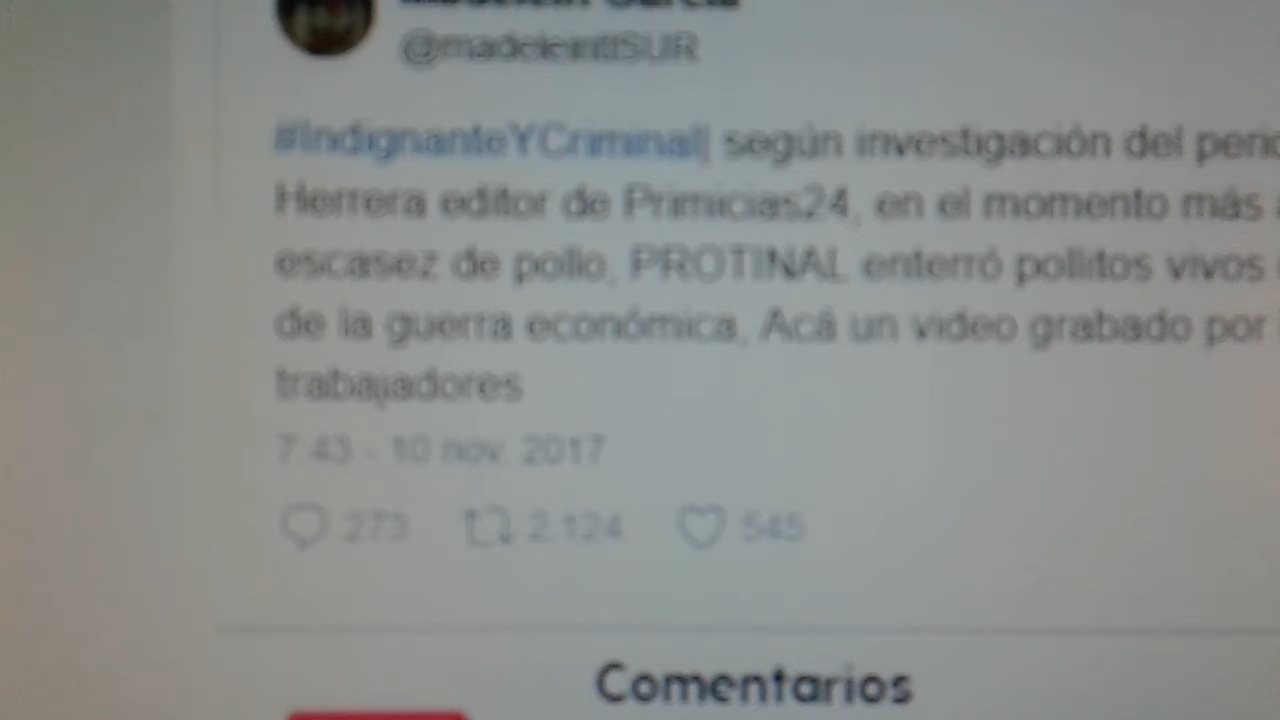 @madeleintlSUR
#IndignanteYCriminal| según investigación del
Herrera editor de Primicias24, en el momento más
escasez de pollo, PROTINAL enterró pollitos vivos
de la guerra económica, Acá un video grabado por
trabajadores
7:43 - 10 nov. 2017
273 2.124 545
Comentarios